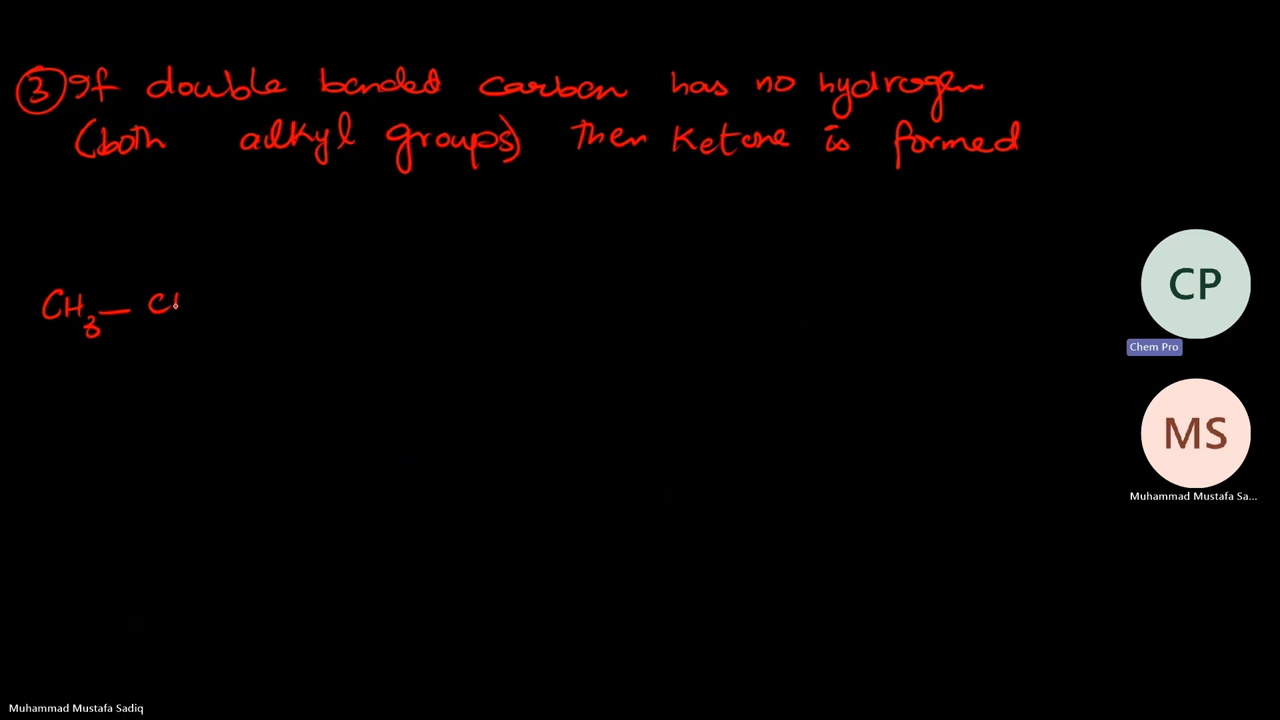 ③ If double bonded carbon has no hydrogen
(both alkyl groups) then Ketone is formed
CH₃— C
CP
Chem Pro
MS
Muhammad Mustafa Sa...
Muhammad Mustafa Sadiq